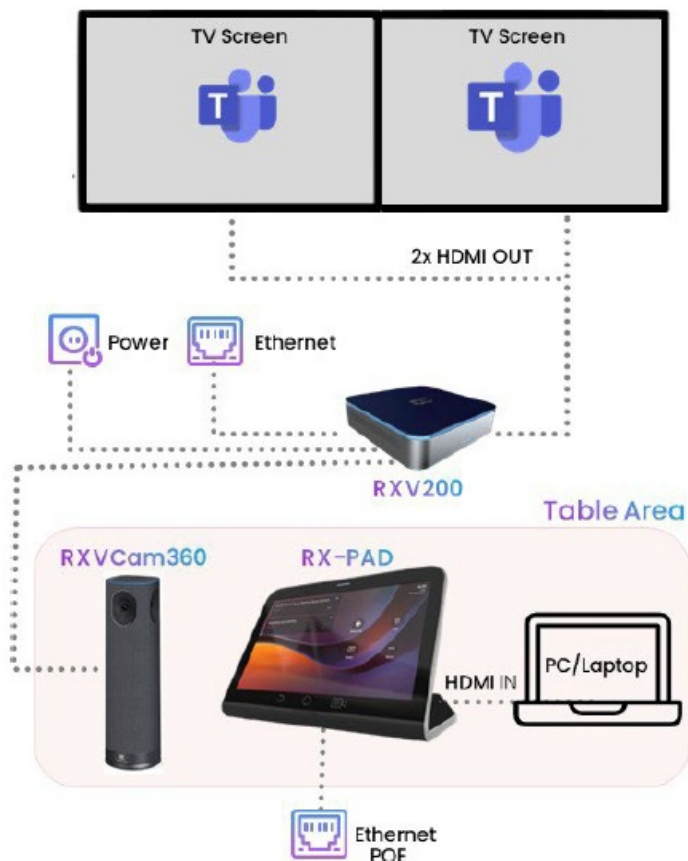 TV Screen
TV Screen
T
T
2x HDMI OUT
Power
Ethernet
RXV200
Table Area
RXVCam360
RX-PAD
PC/Laptop
HDMI IN
Ethernet
POE